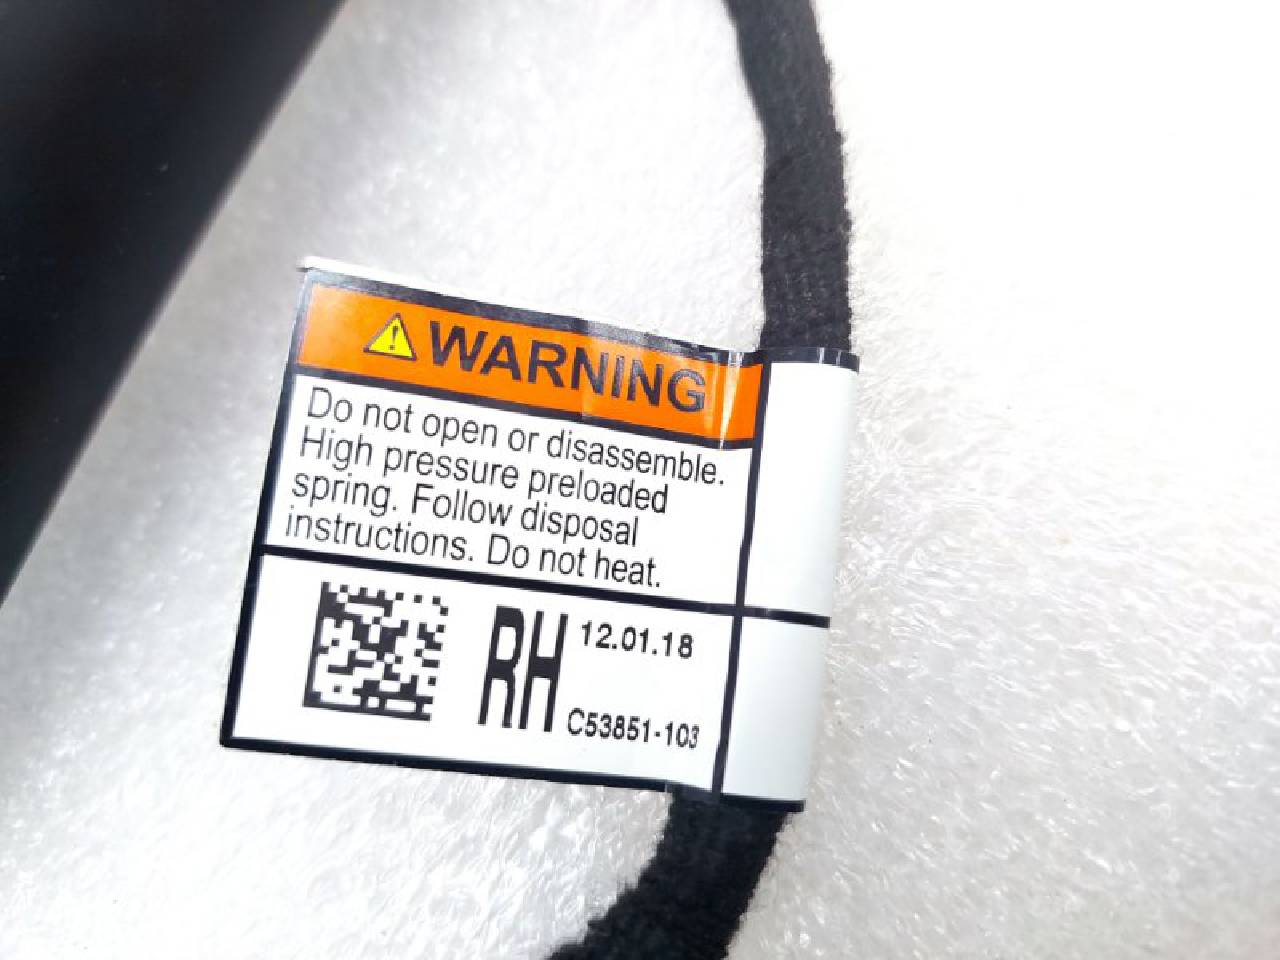 WARNING
Do not open or disassemble.
High pressure preloaded
spring. Follow disposal
instructions. Do not heat.
RH
12.01.18
C53851-103